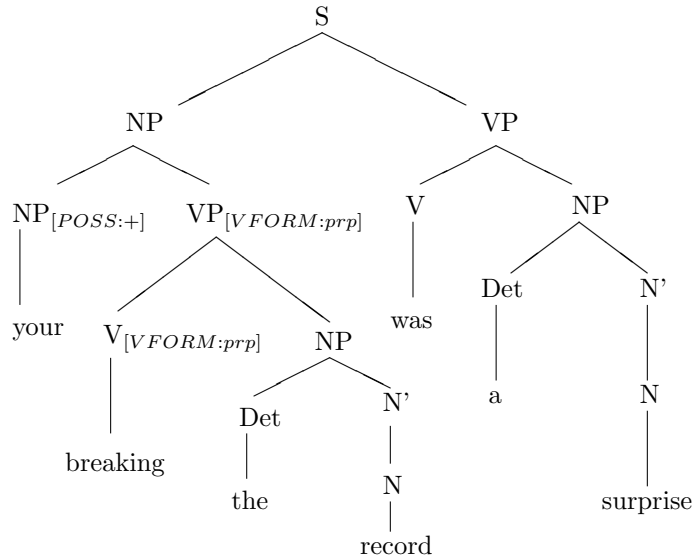 S
NP VP
NP[POSS:+] VP[VFORM:prp] V NP
your V[VFORM:prp] NP was Det N'
Det N' a N
breaking the N surprise
record